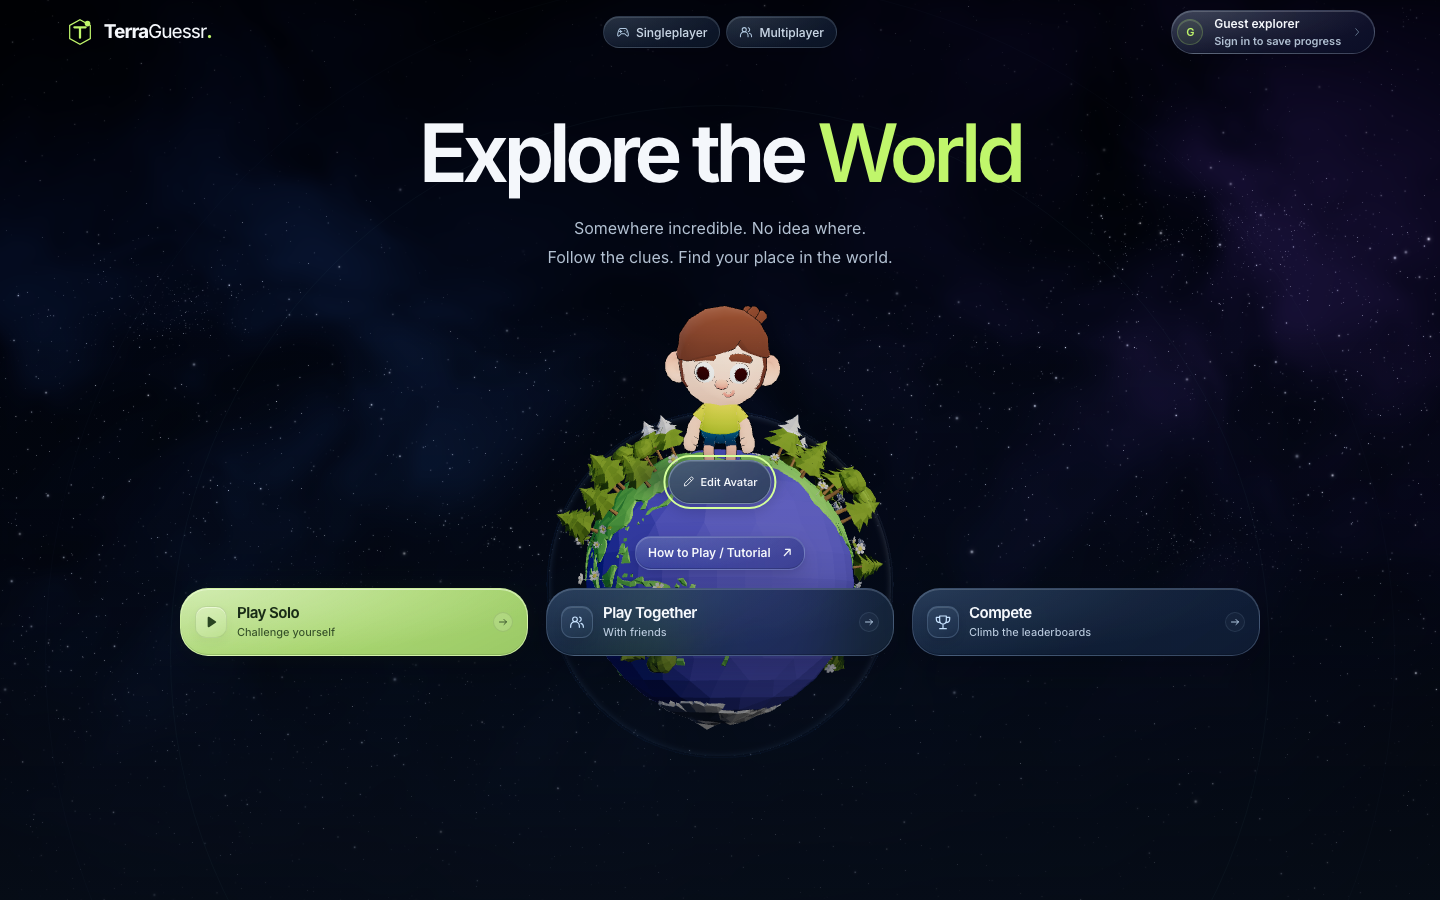 TerraGuessr.
Singleplayer
Multiplayer
G
Guest explorer
Sign in to save progress
Explore the World
Somewhere incredible. No idea where.
Follow the clues. Find your place in the world.
Edit Avatar
How to Play / Tutorial
Play Solo
Challenge yourself
Play Together
With friends
Compete
Climb the leaderboards